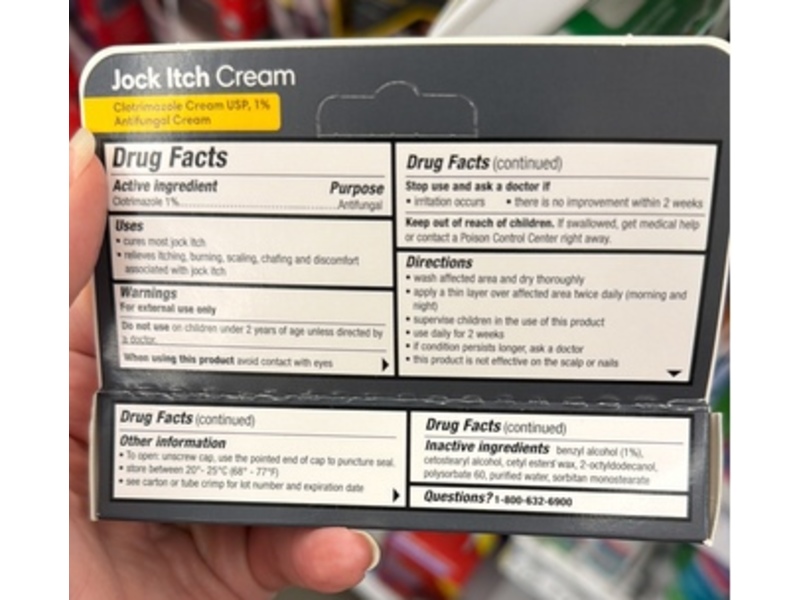 Jock Itch Cream
Clotrimazole Cream USP, 1%
Antifungal Cream
Drug Facts
Active ingredient Purpose
Clotrimazole 1%................Antifungal
Uses
• cures most jock itch
• relieves itching, burning, scaling, chafing and discomfort
associated with jock itch
Warnings
For external use only
Do not use on children under 2 years of age unless directed by
a doctor.
When using this product avoid contact with eyes
Drug Facts (continued)
Stop use and ask a doctor if
• irritation occurs • there is no improvement within 2 weeks
Keep out of reach of children. If swallowed, get medical help
or contact a Poison Control Center right away.
Directions
• wash affected area and dry thoroughly
• apply a thin layer over affected area twice daily (morning and
night)
• supervise children in the use of this product
• use daily for 2 weeks
• if condition persists longer, ask a doctor
• this product is not effective on the scalp or nails
Drug Facts (continued)
Other information
• To open: unscrew cap, use the pointed end of cap to puncture seal.
• store between 20°- 25°C (68° - 77°F)
• see carton or tube crimp for lot number and expiration date
Drug Facts (continued)
Inactive ingredients benzyl alcohol (1%),
cetostearyl alcohol, cetyl esters wax, 2-octyldodecanol,
polysorbate 60, purified water, sorbitan monostearate
Questions? 1-800-632-6900